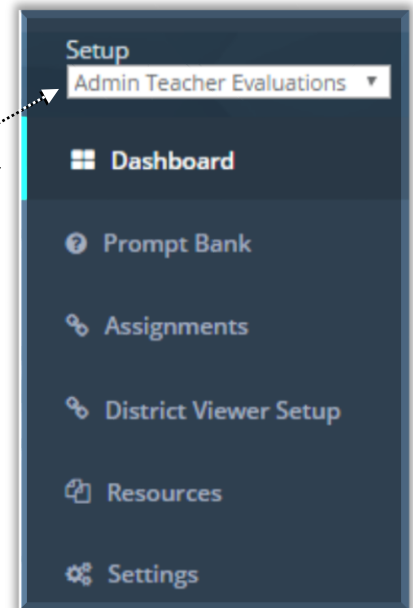 Setup
Admin Teacher Evaluations
Dashboard
Prompt Bank
Assignments
District Viewer Setup
Resources
Settings